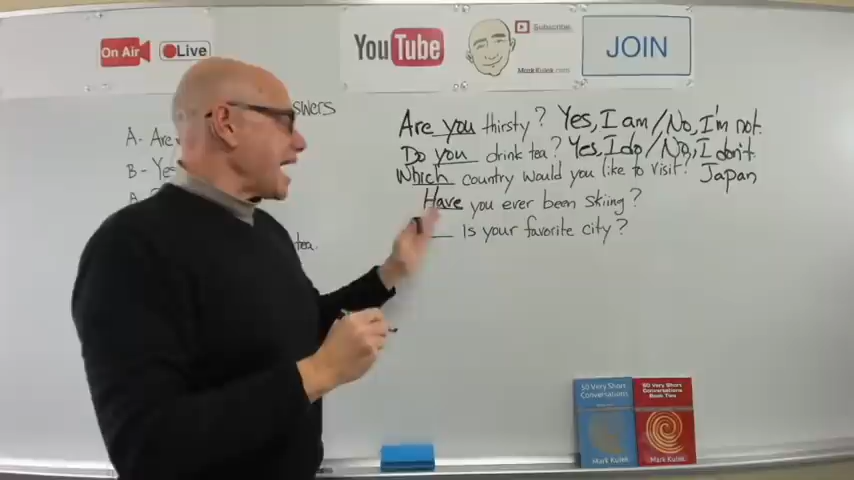 On Air
Live
YouTube
Subscribe
MarkKulek.com
JOIN
swers
A- Are
B- Yes
tea.
Are you thirsty? Yes, I am/No, I'm not.
Do you drink tea? Yes, I do/No, I don't.
Which country would you like to visit? Japan
Have you ever been skiing?
___ is your favorite city?
50 Very Short
Conversations
Mark Kulek
50 Very Short
Conversations
Book Two
Mark Kulek